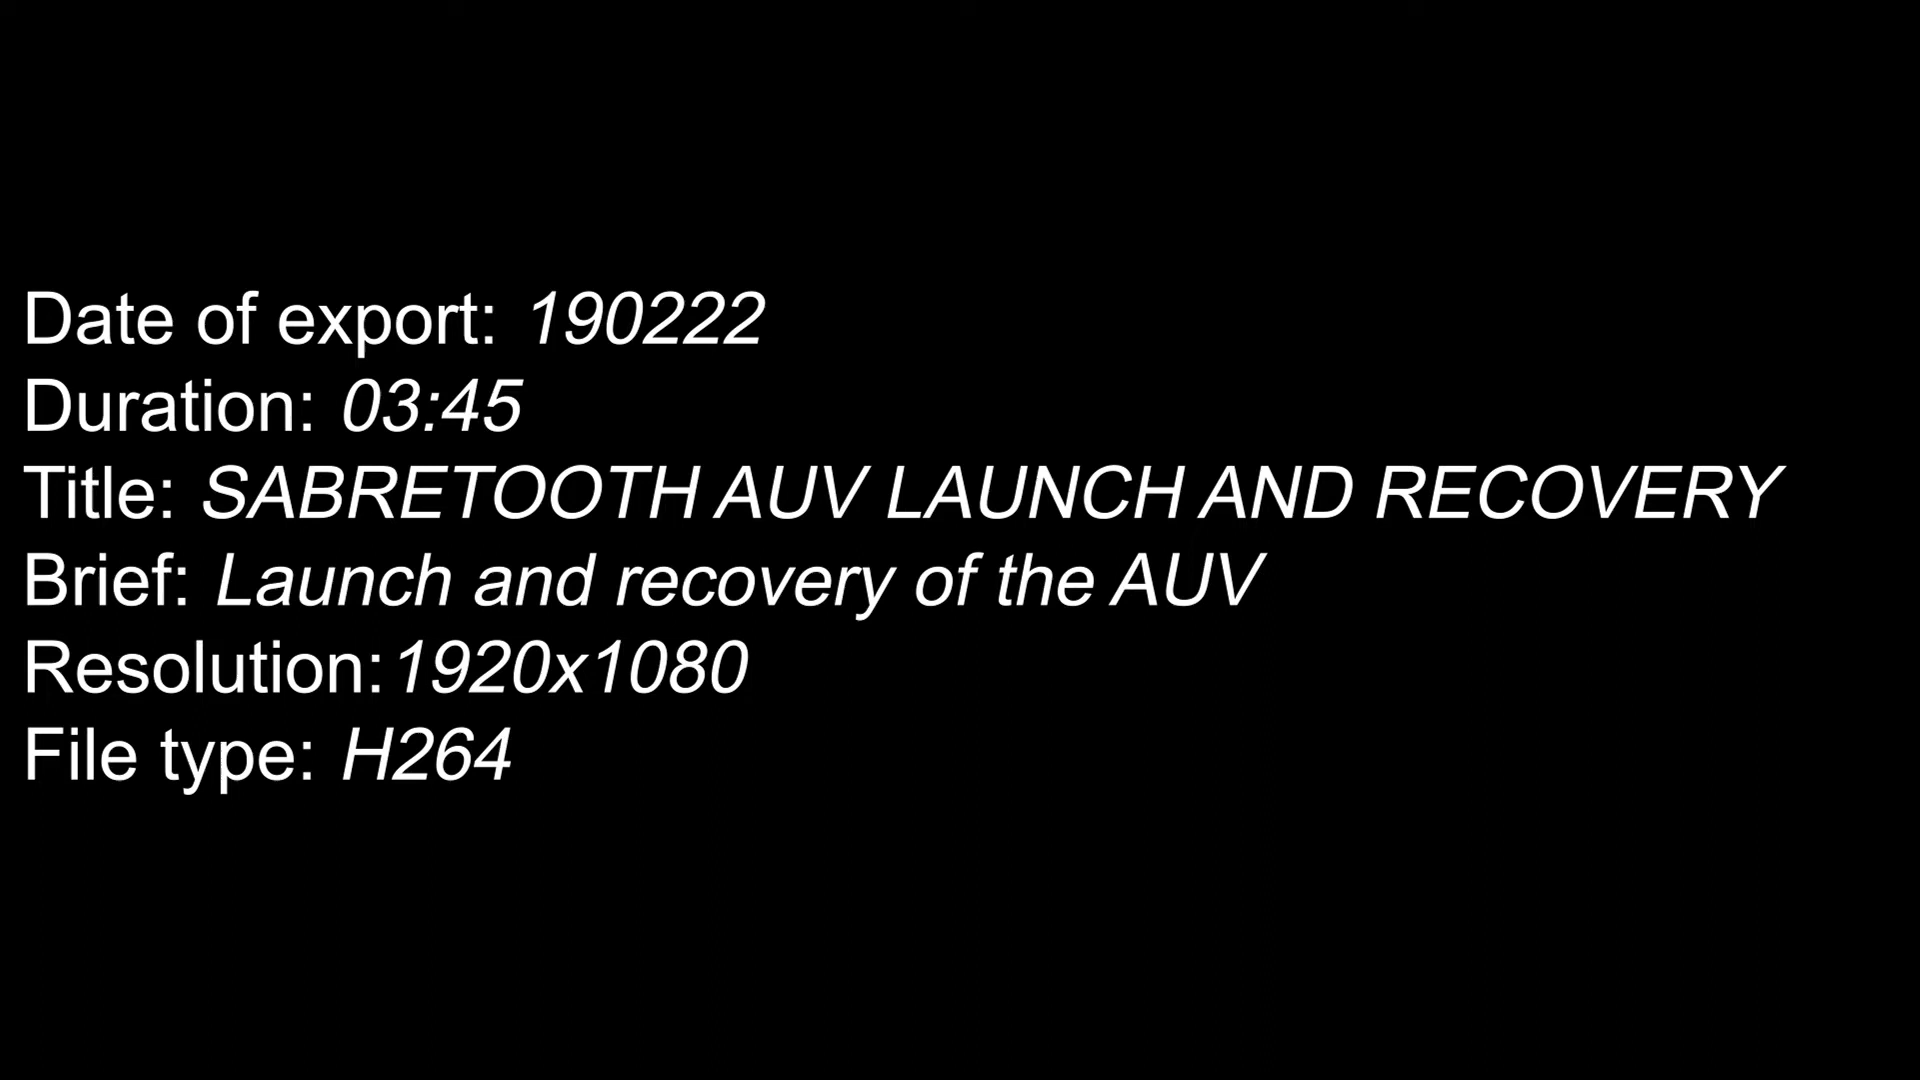 Date of export: 190222
Duration: 03:45
Title: SABRETOOTH AUV LAUNCH AND RECOVERY
Brief: Launch and recovery of the AUV
Resolution:1920x1080
File type: H264